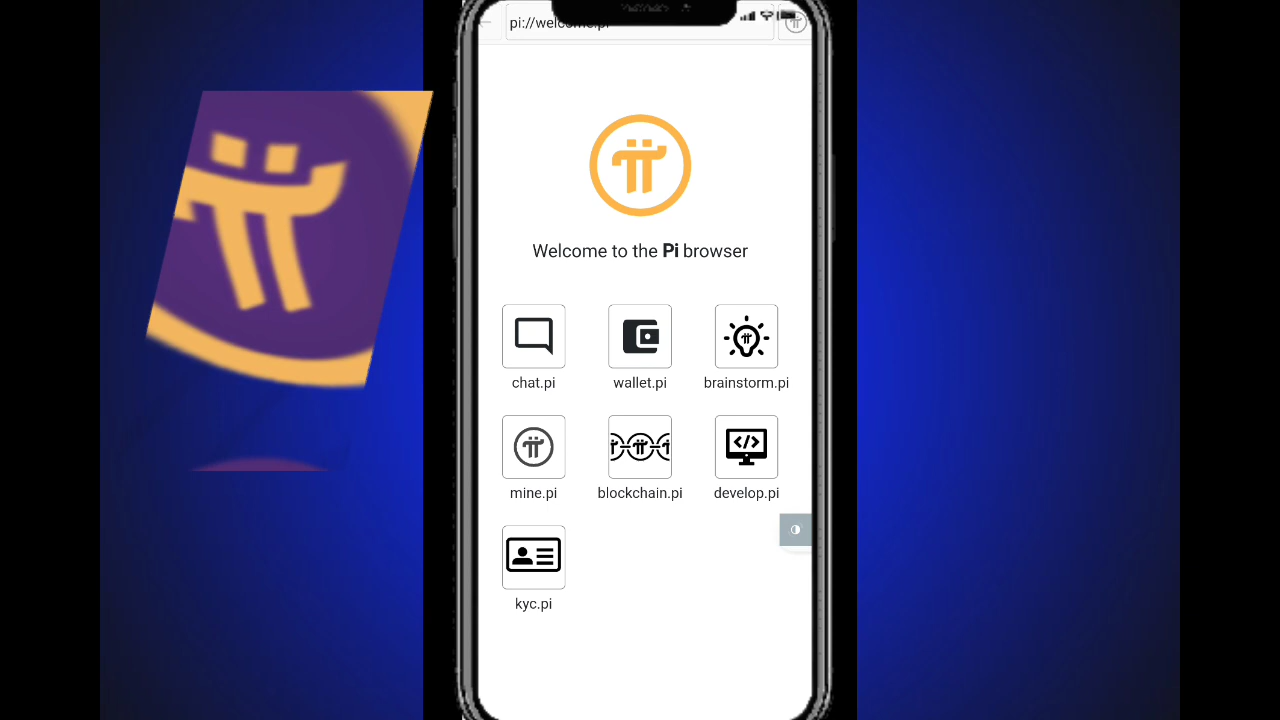 pi://welcome.pi
Welcome to the Pi browser
chat.pi
wallet.pi
brainstorm.pi
mine.pi
blockchain.pi
develop.pi
kyc.pi